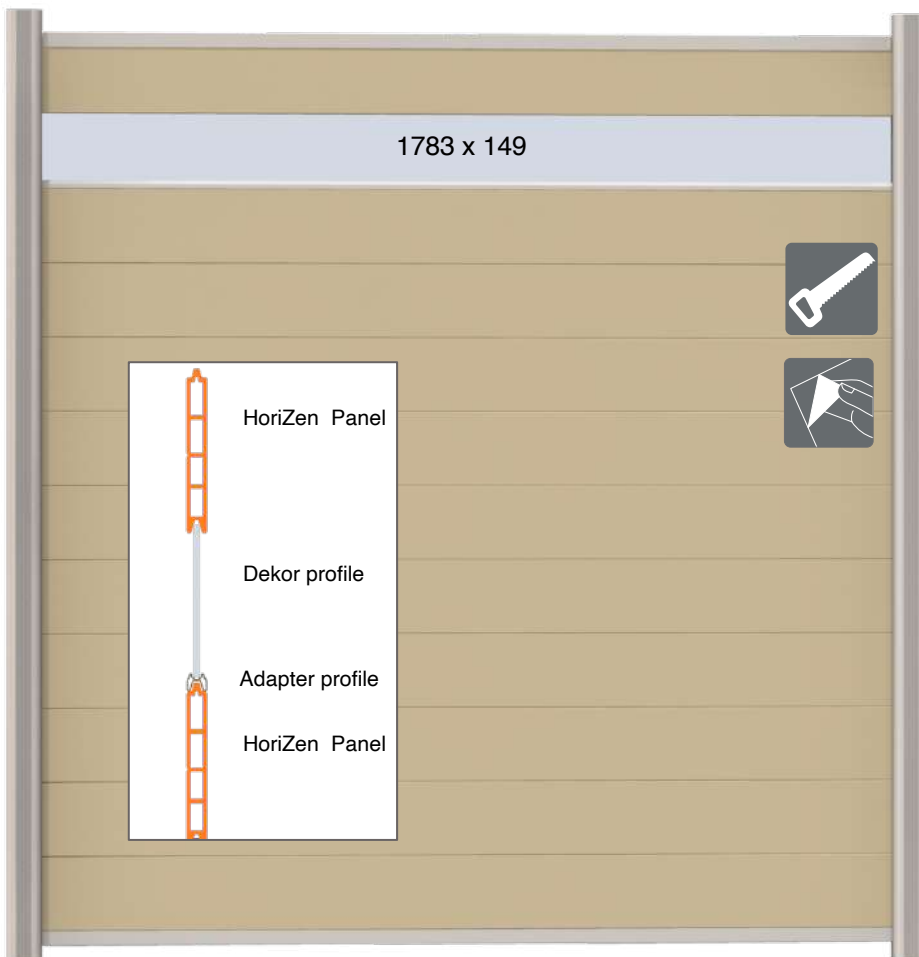 1783 x 149
HoriZen Panel
Dekor profile
Adapter profile
HoriZen Panel